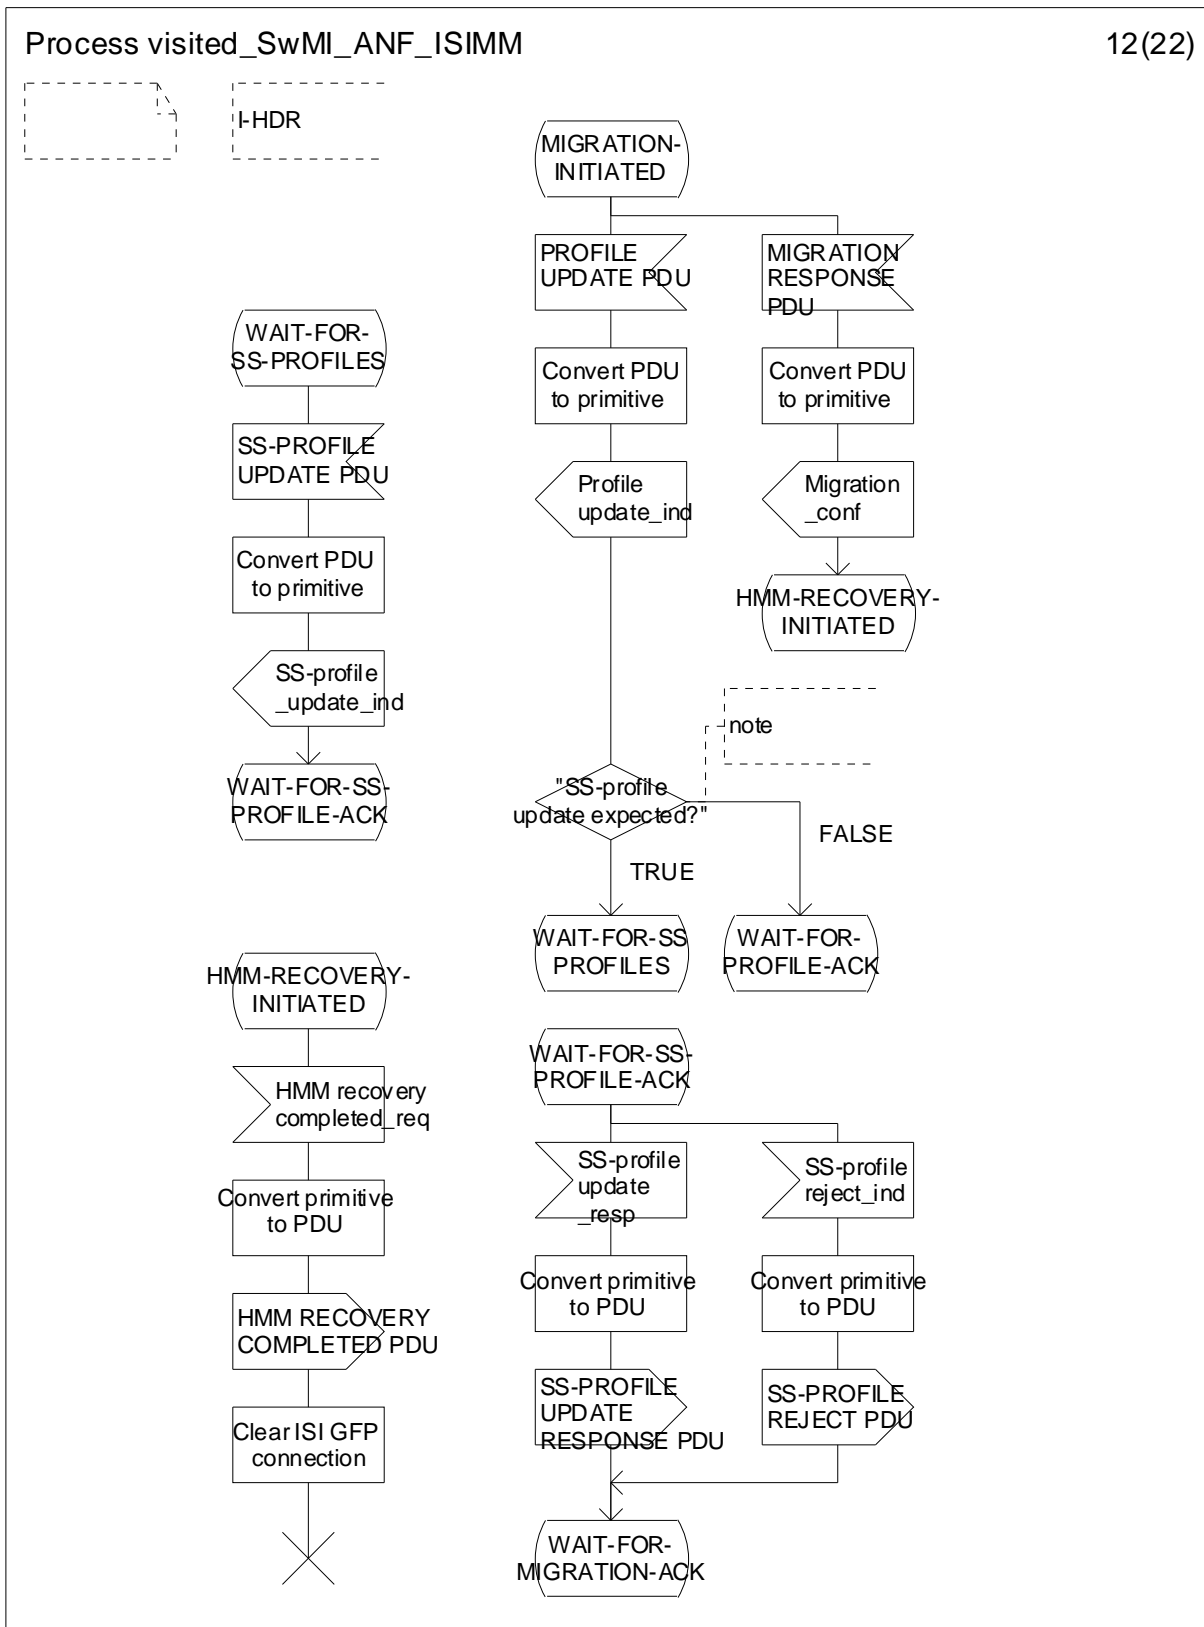 Process visited_SwMI_ANF_ISIMM
12(22)
I-HDR
MIGRATION-
INITIATED
PROFILE
UPDATE PDU
MIGRATION
RESPONSE
PDU
Convert PDU
to primitive
Convert PDU
to primitive
Profile
update_ind
Migration
_conf
HMM-RECOVERY-
INITIATED
WAIT-FOR-
SS-PROFILES
SS-PROFILE
UPDATE PDU
Convert PDU
to primitive
SS-profile
_update_ind
WAIT-FOR-SS-
PROFILE-ACK
note
"SS-profile
update expected?"
FALSE
TRUE
WAIT-FOR-SS
PROFILES
WAIT-FOR-
PROFILE-ACK
HMM-RECOVERY-
INITIATED
HMM recovery
completed_req
Convert primitive
to PDU
HMM RECOVERY
COMPLETED PDU
Clear ISI GFP
connection
WAIT-FOR-SS-
PROFILE-ACK
SS-profile
update
_resp
SS-profile
reject_ind
Convert primitive
to PDU
Convert primitive
to PDU
SS-PROFILE
UPDATE
RESPONSE PDU
SS-PROFILE
REJECT PDU
WAIT-FOR-
MIGRATION-ACK